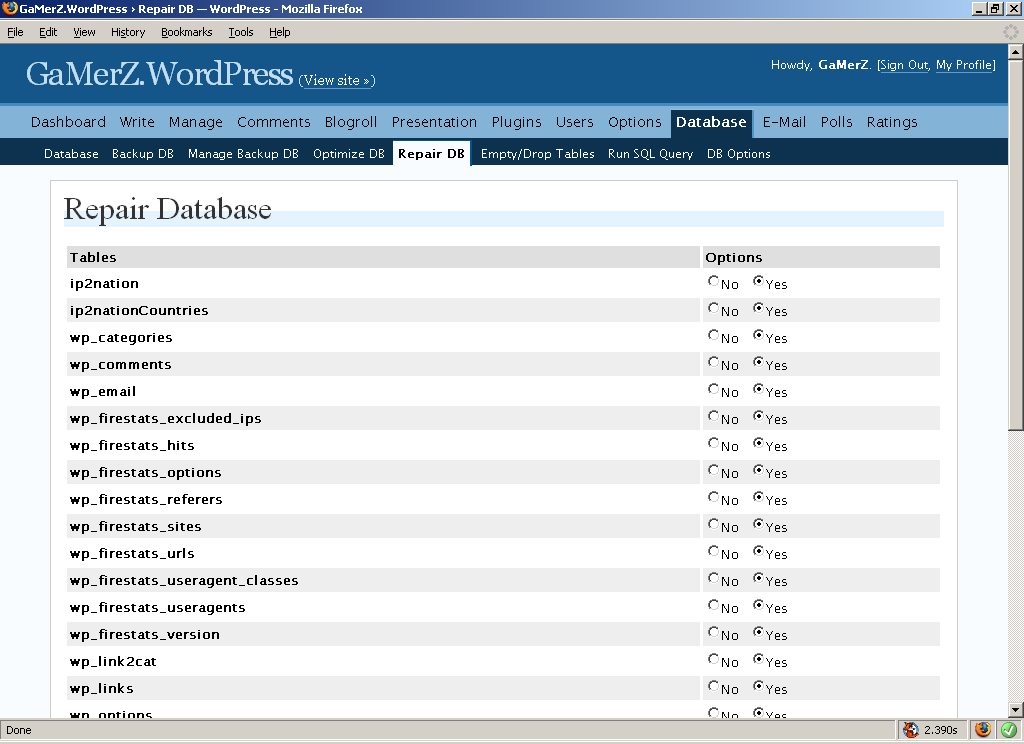 GaMerZ.WordPress › Repair DB — WordPress - Mozilla Firefox
File Edit View History Bookmarks Tools Help
GaMerZ.WordPress (View site »)
Howdy, GaMerZ. [Sign Out, My Profile]
Dashboard Write Manage Comments Blogroll Presentation Plugins Users Options Database E-Mail Polls Ratings
Database Backup DB Manage Backup DB Optimize DB Repair DB Empty/Drop Tables Run SQL Query DB Options
Repair Database
Tables Options
ip2nation No Yes
ip2nationCountries No Yes
wp_categories No Yes
wp_comments No Yes
wp_email No Yes
wp_firestats_excluded_ips No Yes
wp_firestats_hits No Yes
wp_firestats_options No Yes
wp_firestats_referers No Yes
wp_firestats_sites No Yes
wp_firestats_urls No Yes
wp_firestats_useragent_classes No Yes
wp_firestats_useragents No Yes
wp_firestats_version No Yes
wp_link2cat No Yes
wp_links No Yes
wp_options No Yes
Done 2.390s